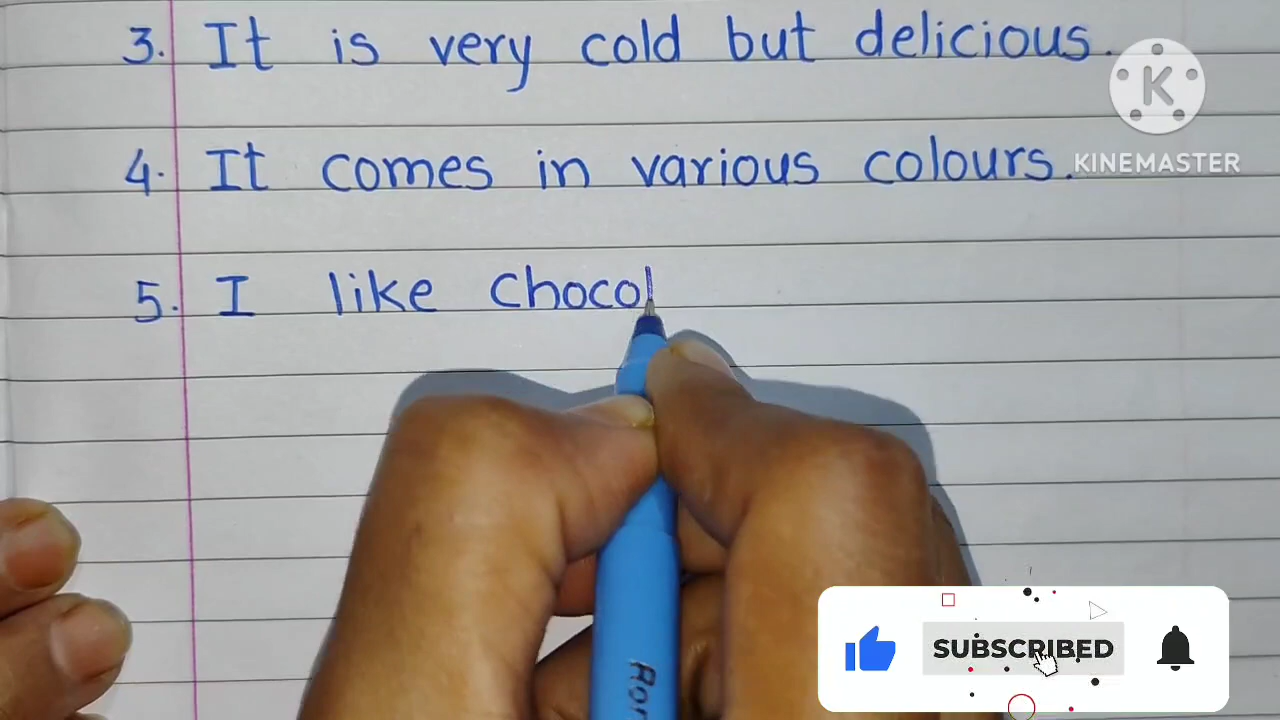 3. It is very cold but delicious.
K
4. It comes in various colours.
KINEMASTER
5. I like Chocol
SUBSCRIBED